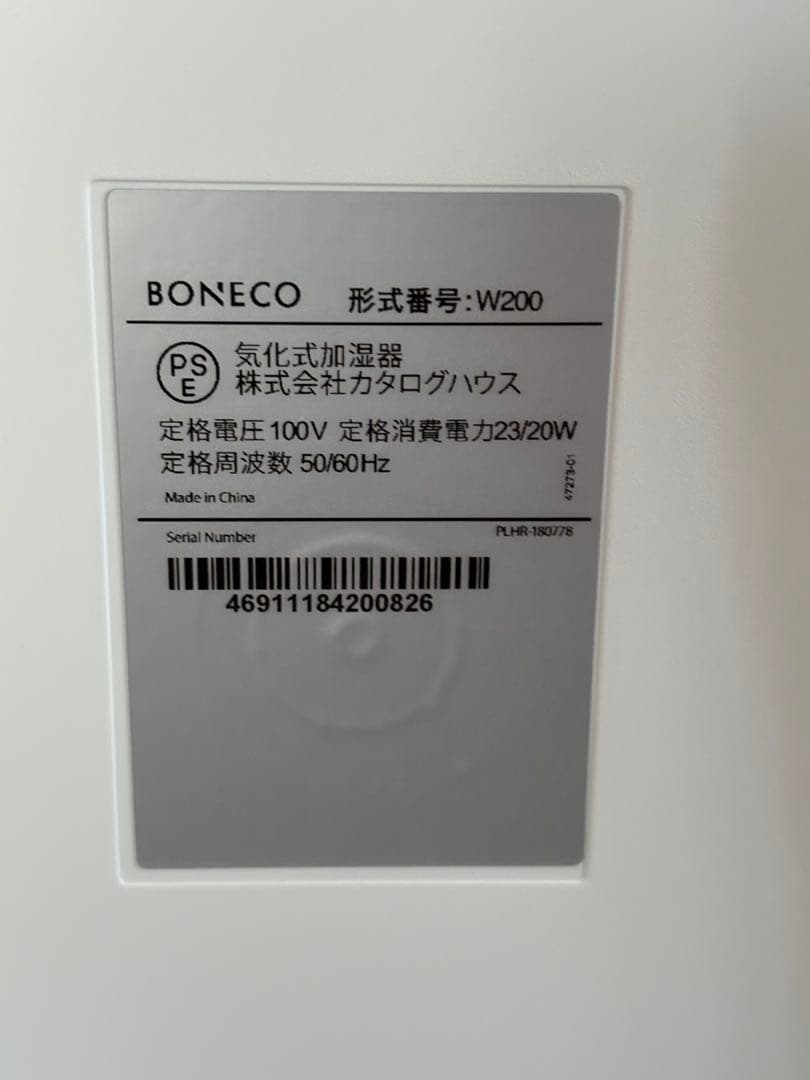 BONECO 形式番号:W200
PS
E
気化式加湿器
株式会社カタログハウス
定格電圧100V 定格消費電力23/20W
定格周波数 50/60Hz
Made in China
47273-01
Serial Number
PLHR-180778
46911184200826